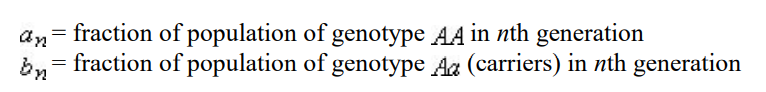 aₙ = fraction of population of genotype AA in nth generation
bₙ = fraction of population of genotype Aa (carriers) in nth generation